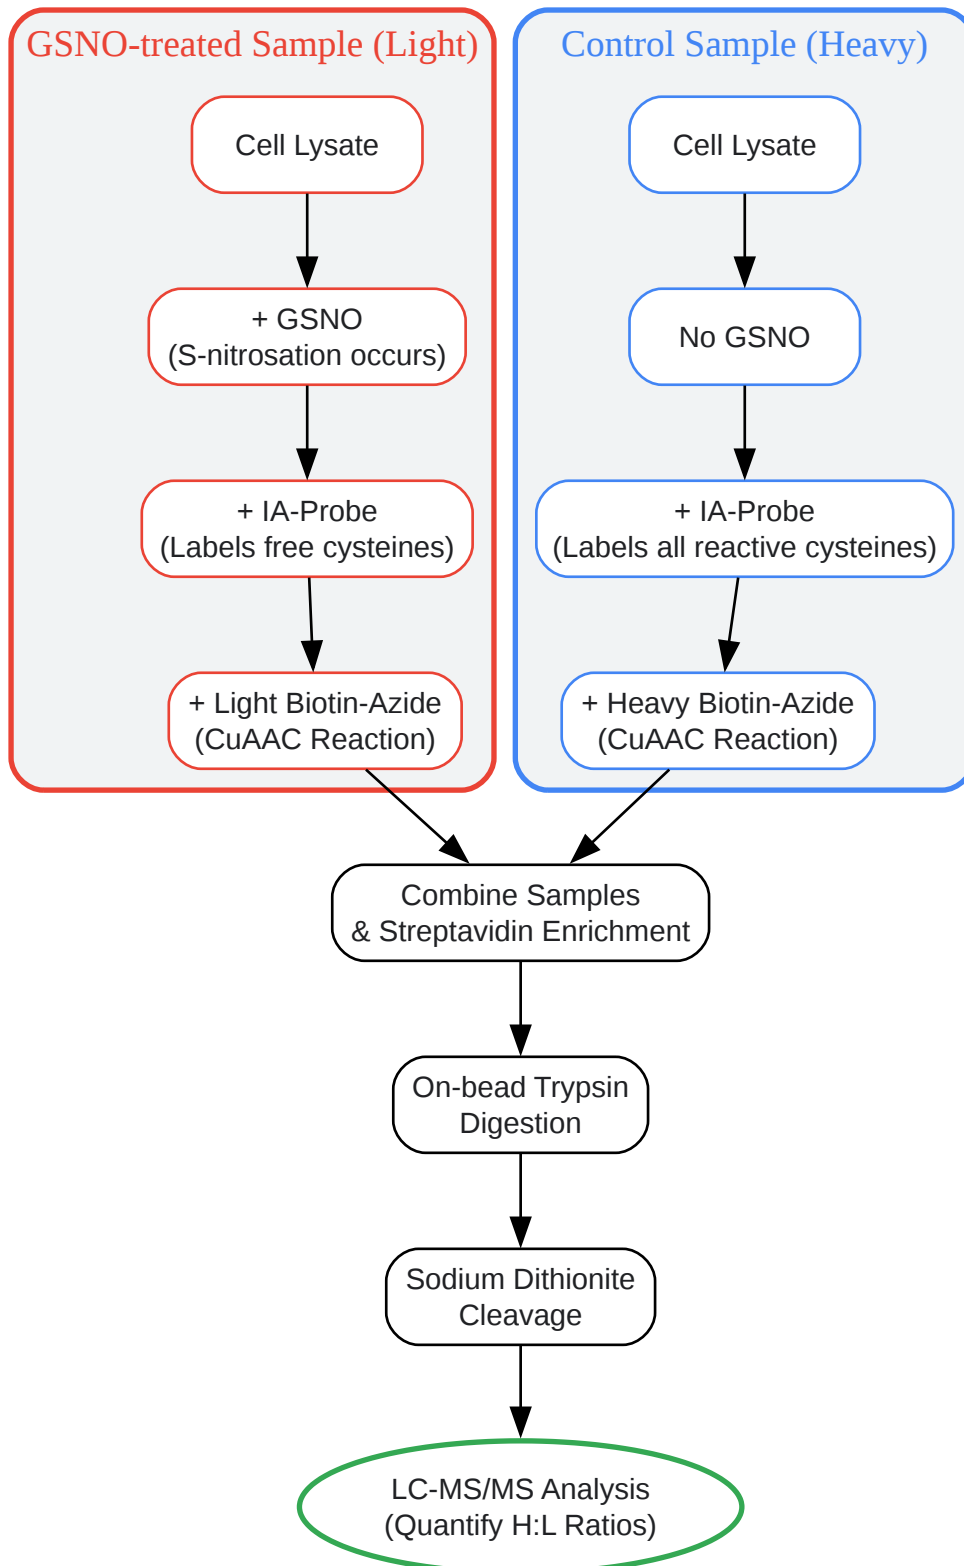 GSNO-treated Sample (Light)
Cell Lysate
+ GSNO
(S-nitrosation occurs)
+ IA-Probe
(Labels free cysteines)
+ Light Biotin-Azide
(CuAAC Reaction)
Control Sample (Heavy)
Cell Lysate
No GSNO
+ IA-Probe
(Labels all reactive cysteines)
+ Heavy Biotin-Azide
(CuAAC Reaction)
Combine Samples
& Streptavidin Enrichment
On-bead Trypsin
Digestion
Sodium Dithionite
Cleavage
LC-MS/MS Analysis
(Quantify H:L Ratios)